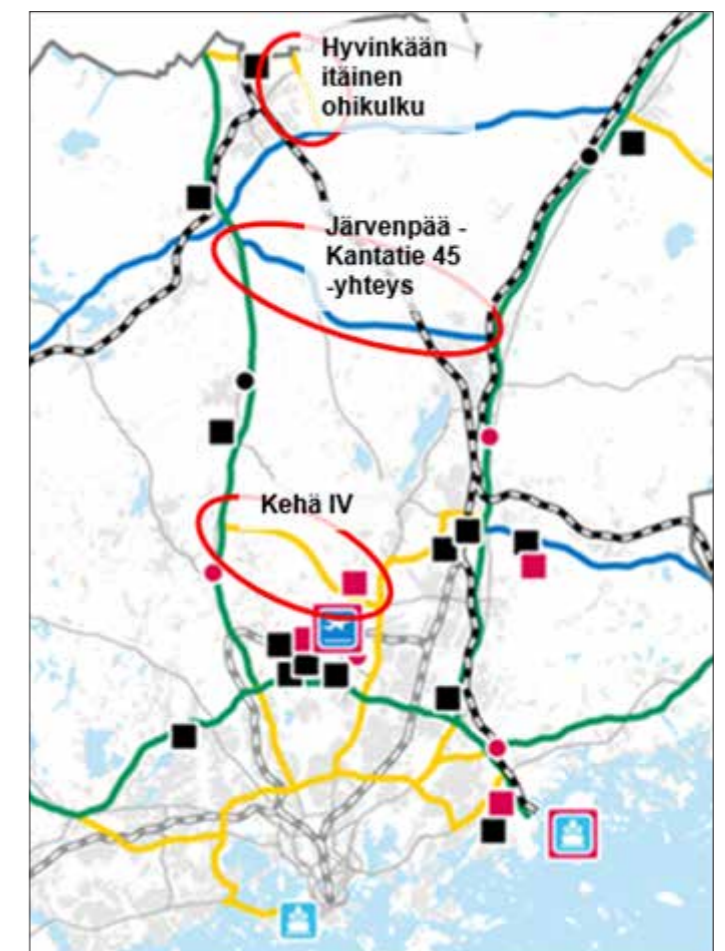 Hyvinkään
itäinen
ohikulku
Järvenpää -
Kantatie 45
-yhteys
Kehä IV